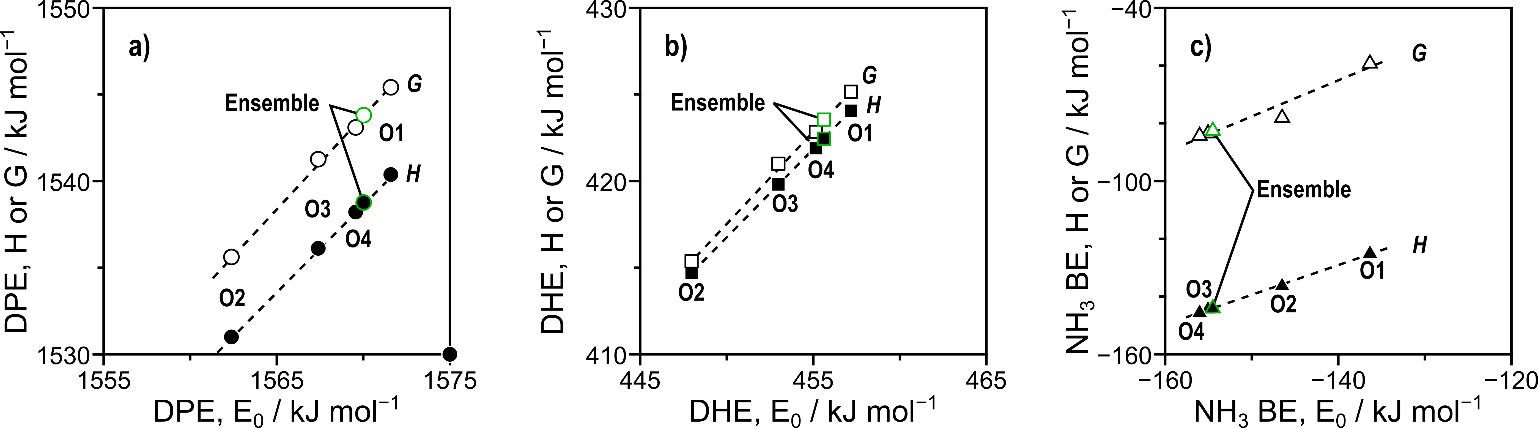 a)
1550
1540
1530
DPE, H or G / kJ mol⁻¹
Ensemble
G
H
O1
O3
O4
O2
1555
1565
1575
DPE, E₀ / kJ mol⁻¹
b)
430
420
410
DHE, H or G / kJ mol⁻¹
Ensemble
G
H
O1
O4
O3
O2
445
455
465
DHE, E₀ / kJ mol⁻¹
c)
−40
−100
−160
NH₃ BE, H or G / kJ mol⁻¹
G
Ensemble
H
O1
O3
O2
O4
−160
−140
−120
NH₃ BE, E₀ / kJ mol⁻¹